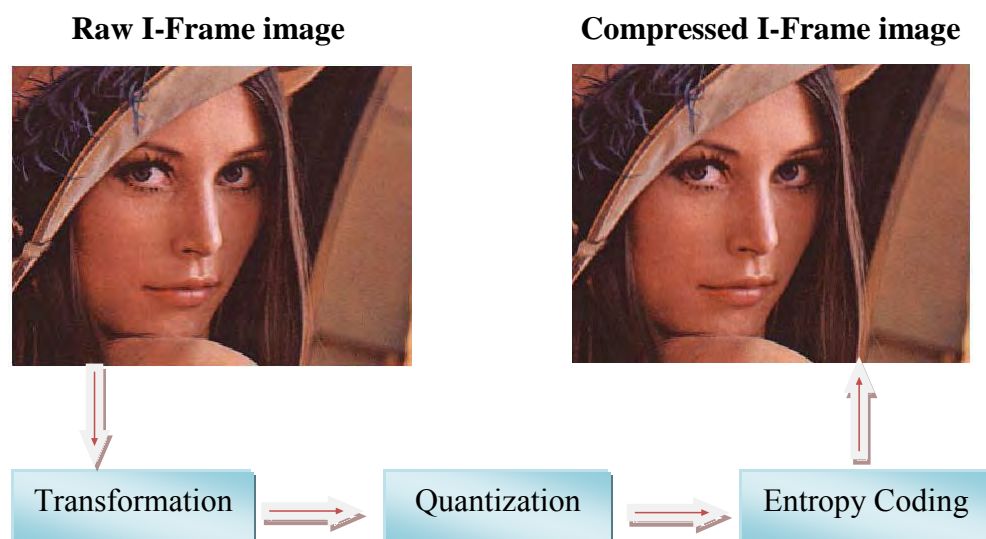 Raw I-Frame image
Compressed I-Frame image
Transformation
Quantization
Entropy Coding